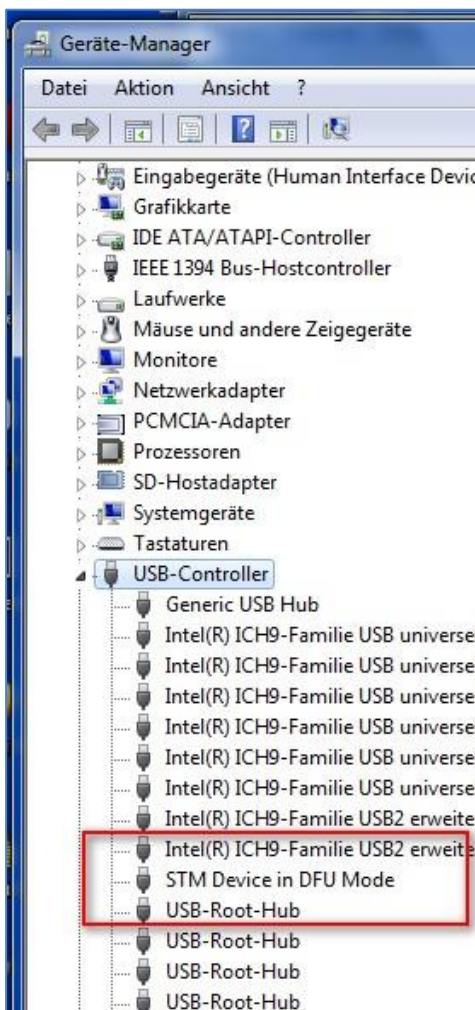 Geräte-Manager
Datei Aktion Ansicht ?
Eingabegeräte (Human Interface Devic
Grafikkarte
IDE ATA/ATAPI-Controller
IEEE 1394 Bus-Hostcontroller
Laufwerke
Mäuse und andere Zeigegeräte
Monitore
Netzwerkadapter
PCMCIA-Adapter
Prozessoren
SD-Hostadapter
Systemgeräte
Tastaturen
USB-Controller
Generic USB Hub
Intel(R) ICH9-Familie USB universe
Intel(R) ICH9-Familie USB universe
Intel(R) ICH9-Familie USB universe
Intel(R) ICH9-Familie USB universe
Intel(R) ICH9-Familie USB universe
Intel(R) ICH9-Familie USB universe
Intel(R) ICH9-Familie USB2 erweite
Intel(R) ICH9-Familie USB2 erweite
STM Device in DFU Mode
USB-Root-Hub
USB-Root-Hub
USB-Root-Hub
USB-Root-Hub